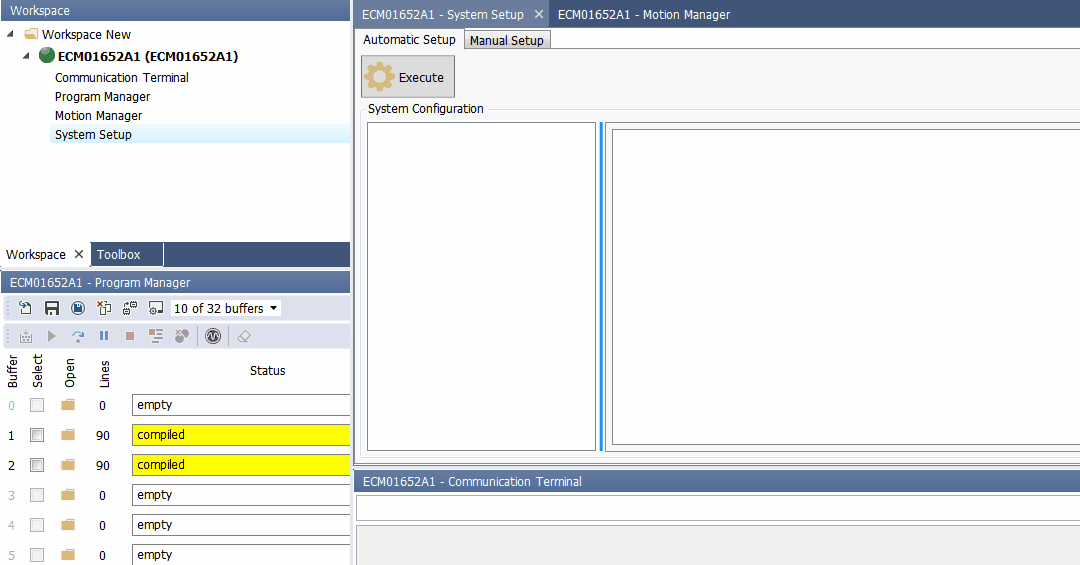 Workspace
Workspace New
ECM01652A1 (ECM01652A1)
Communication Terminal
Program Manager
Motion Manager
System Setup
Workspace
Toolbox
ECM01652A1 - Program Manager
10 of 32 buffers
Buffer Select Open Lines Status
0 0 empty
1 90 compiled
2 90 compiled
3 0 empty
4 0 empty
5 0 empty
ECM01652A1 - System Setup
ECM01652A1 - Motion Manager
Automatic Setup
Manual Setup
Execute
System Configuration
ECM01652A1 - Communication Terminal